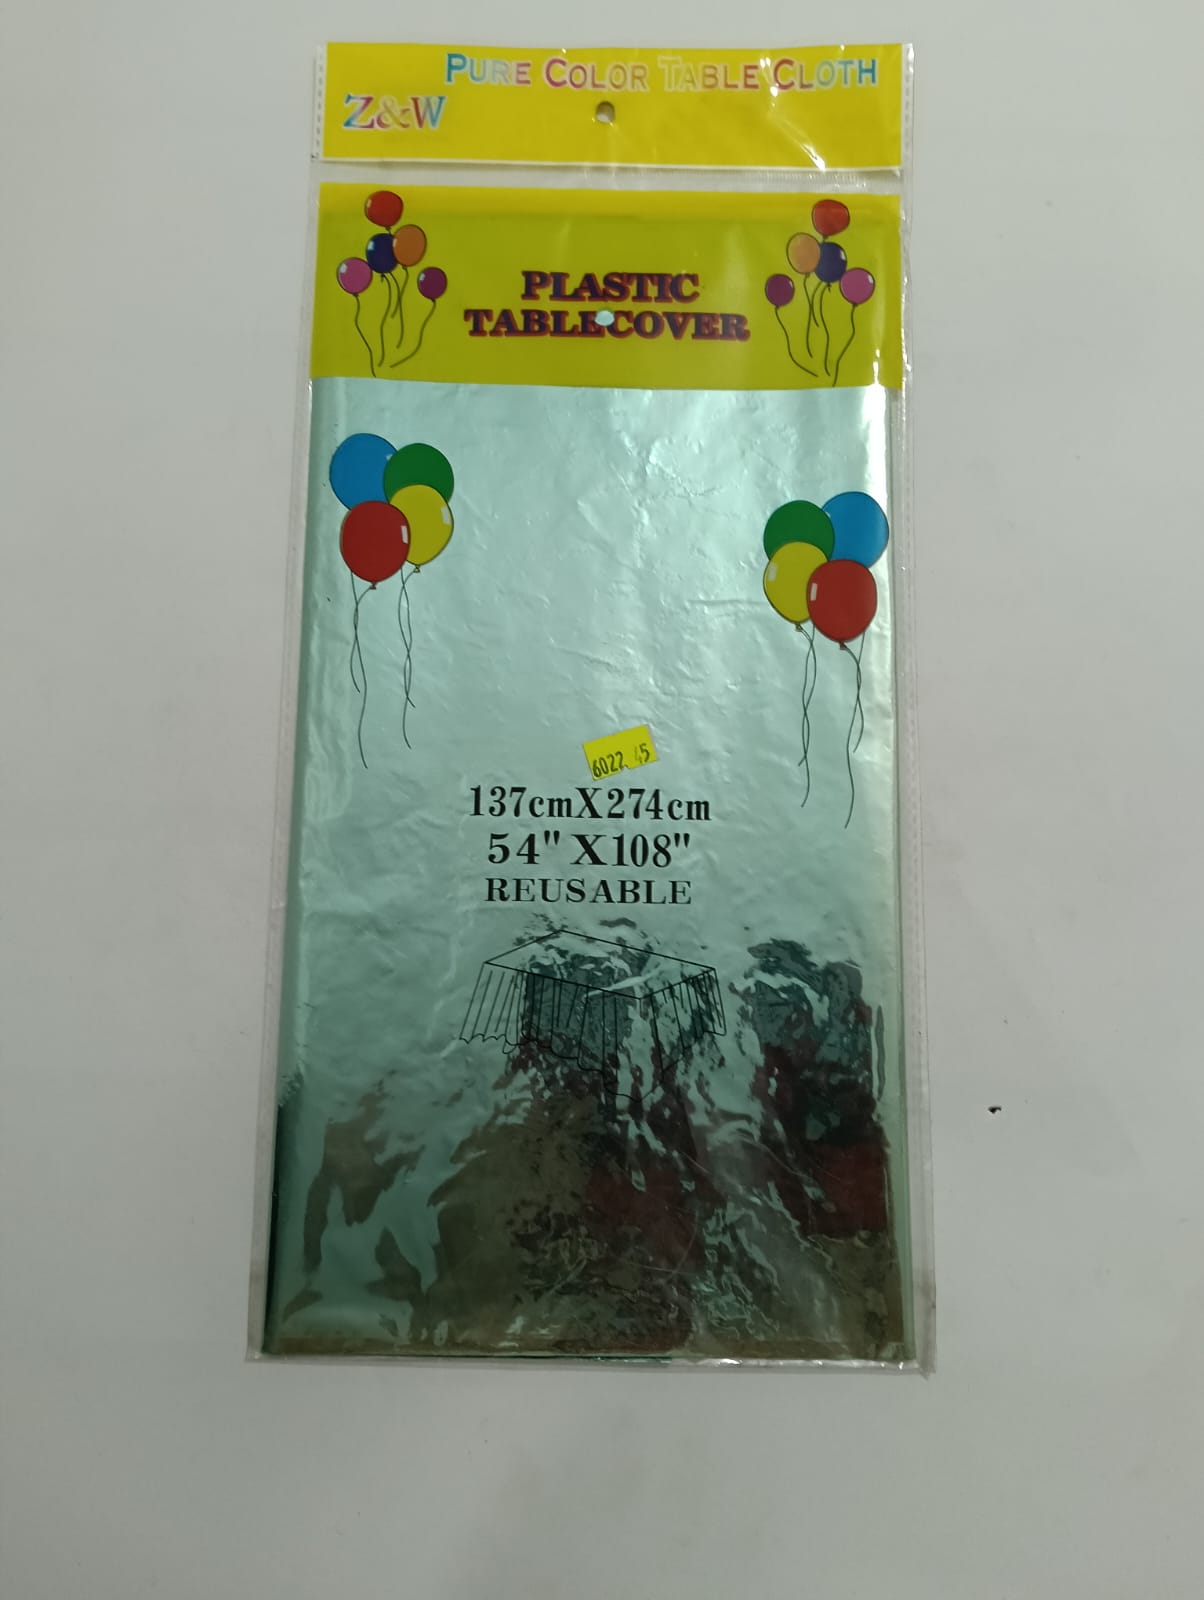 PURE COLOR TABLE CLOTH
Z&W
PLASTIC
TABLECOVER
6022 45
137cmX274cm
54" X108"
REUSABLE